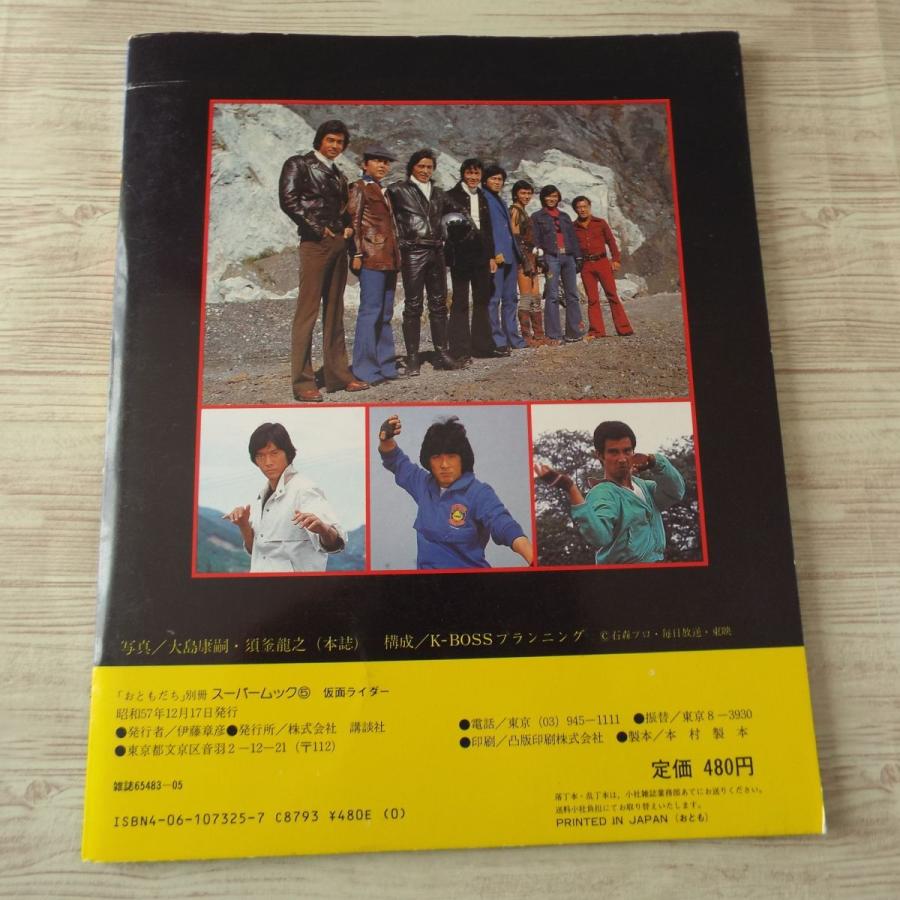 写真／大島康嗣・須釜龍之（本誌） 構成／K-BOSSプランニング ©石森プロ・毎日放送・東映
「おともだち」別冊 スーパームック⑤ 仮面ライダー
昭和57年12月17日発行
●発行者／伊藤章彦●発行所／株式会社 講談社
●東京都文京区音羽2－12－21（〒112）
●電話／東京（03）945－1111 ●振替／東京8－3930
●印刷／凸版印刷株式会社 ●製本／本村製本
定価 480円
雑誌65483－05
落丁本・乱丁本は、小社雑誌業務部あてにお送りください。
送料小社負担にてお取り替えいたします。
PRINTED IN JAPAN（おとも）
ISBN4-06-107325-7 C8793 ¥480E (0)